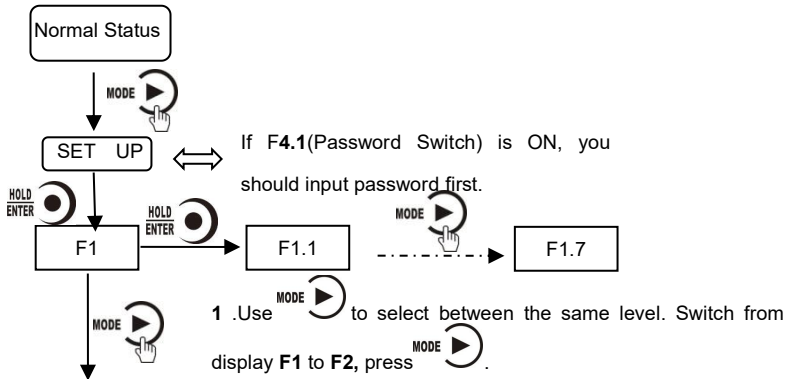 Normal Status
MODE
SET UP
If F4.1(Password Switch) is ON, you
should input password first.
HOLD
ENTER
HOLD
ENTER
MODE
F1
F1.1
F1.7
MODE
1 .Use MODE to select between the same level. Switch from
display F1 to F2, press MODE .